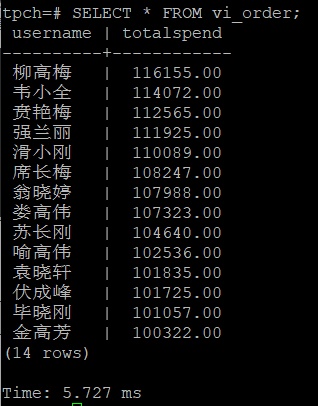 tpch=# SELECT * FROM vi_order;
username | totalspend
----------+------------
柳高梅 | 116155.00
韦小全 | 114072.00
贲艳梅 | 112565.00
强兰丽 | 111925.00
滑小刚 | 110089.00
席长梅 | 108247.00
翁晓婷 | 107988.00
娄高伟 | 107323.00
苏长刚 | 104640.00
喻高伟 | 102536.00
袁晓轩 | 101835.00
伏成峰 | 101725.00
毕晓刚 | 101057.00
金高芳 | 100322.00
(14 rows)
Time: 5.727 ms